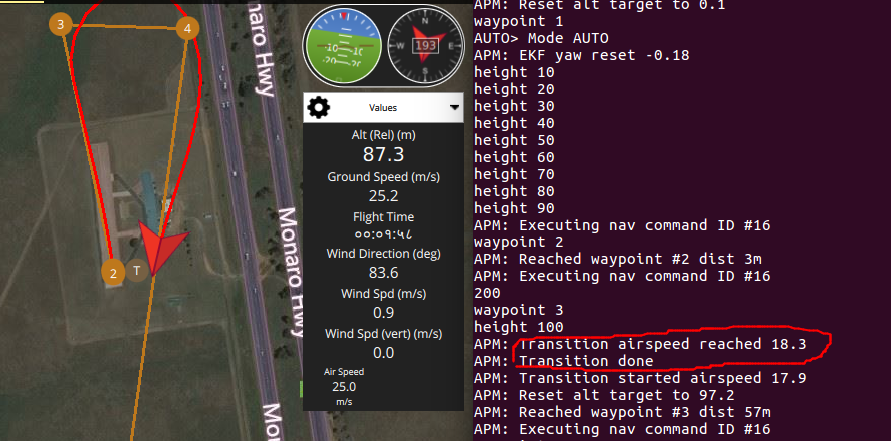 3
4
2
T
Monaro Hwy
Monaro Hwy
Mo
-10 -10
-20 -20
N
W 193 E
S
Values
Alt (Rel) (m)
87.3
Ground Speed (m/s)
25.2
Flight Time
Wind Direction (deg)
83.6
Wind Spd (m/s)
0.9
Wind Spd (vert) (m/s)
0.0
Air Speed
25.0
m/s
APM: Reset alt target to 0.1
waypoint 1
AUTO> Mode AUTO
APM: EKF yaw reset -0.18
height 10
height 20
height 30
height 40
height 50
height 60
height 70
height 80
height 90
APM: Executing nav command ID #16
waypoint 2
APM: Reached waypoint #2 dist 3m
APM: Executing nav command ID #16
200
waypoint 3
height 100
APM: Transition airspeed reached 18.3
APM: Transition done
APM: Transition started airspeed 17.9
APM: Reset alt target to 97.2
APM: Reached waypoint #3 dist 57m
APM: Executing nav command ID #16